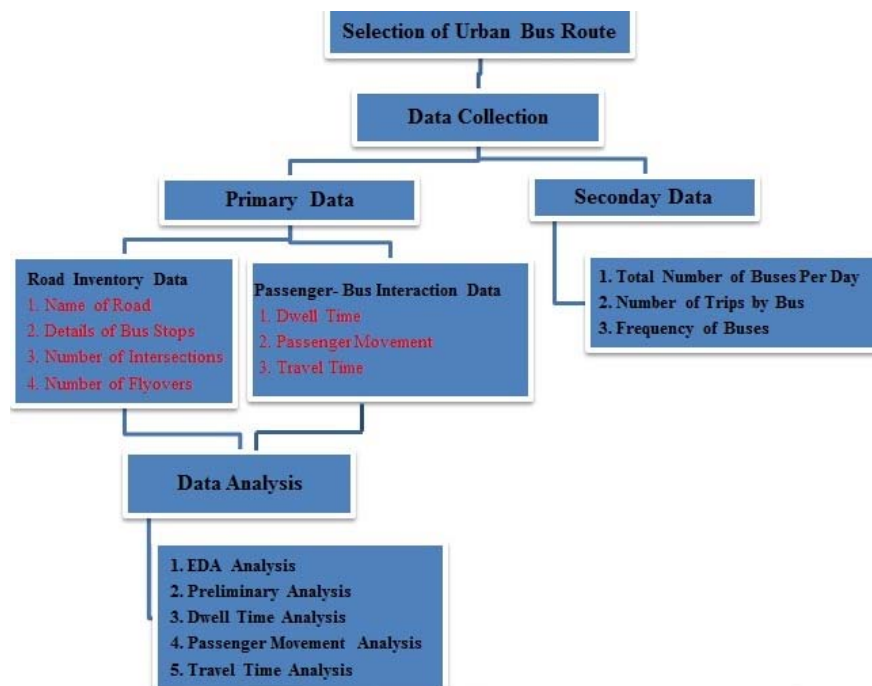 Selection of Urban Bus Route
Data Collection
Primary Data
Seconday Data
Road Inventory Data
1. Name of Road
2. Details of Bus Stops
3. Number of Intersections
4. Number of Flyovers
Passenger- Bus Interaction Data
1. Dwell Time
2. Passenger Movement
3. Travel Time
1. Total Number of Buses Per Day
2. Number of Trips by Bus
3. Frequency of Buses
Data Analysis
1. EDA Analysis
2. Preliminary Analysis
3. Dwell Time Analysis
4. Passenger Movement Analysis
5. Travel Time Analysis